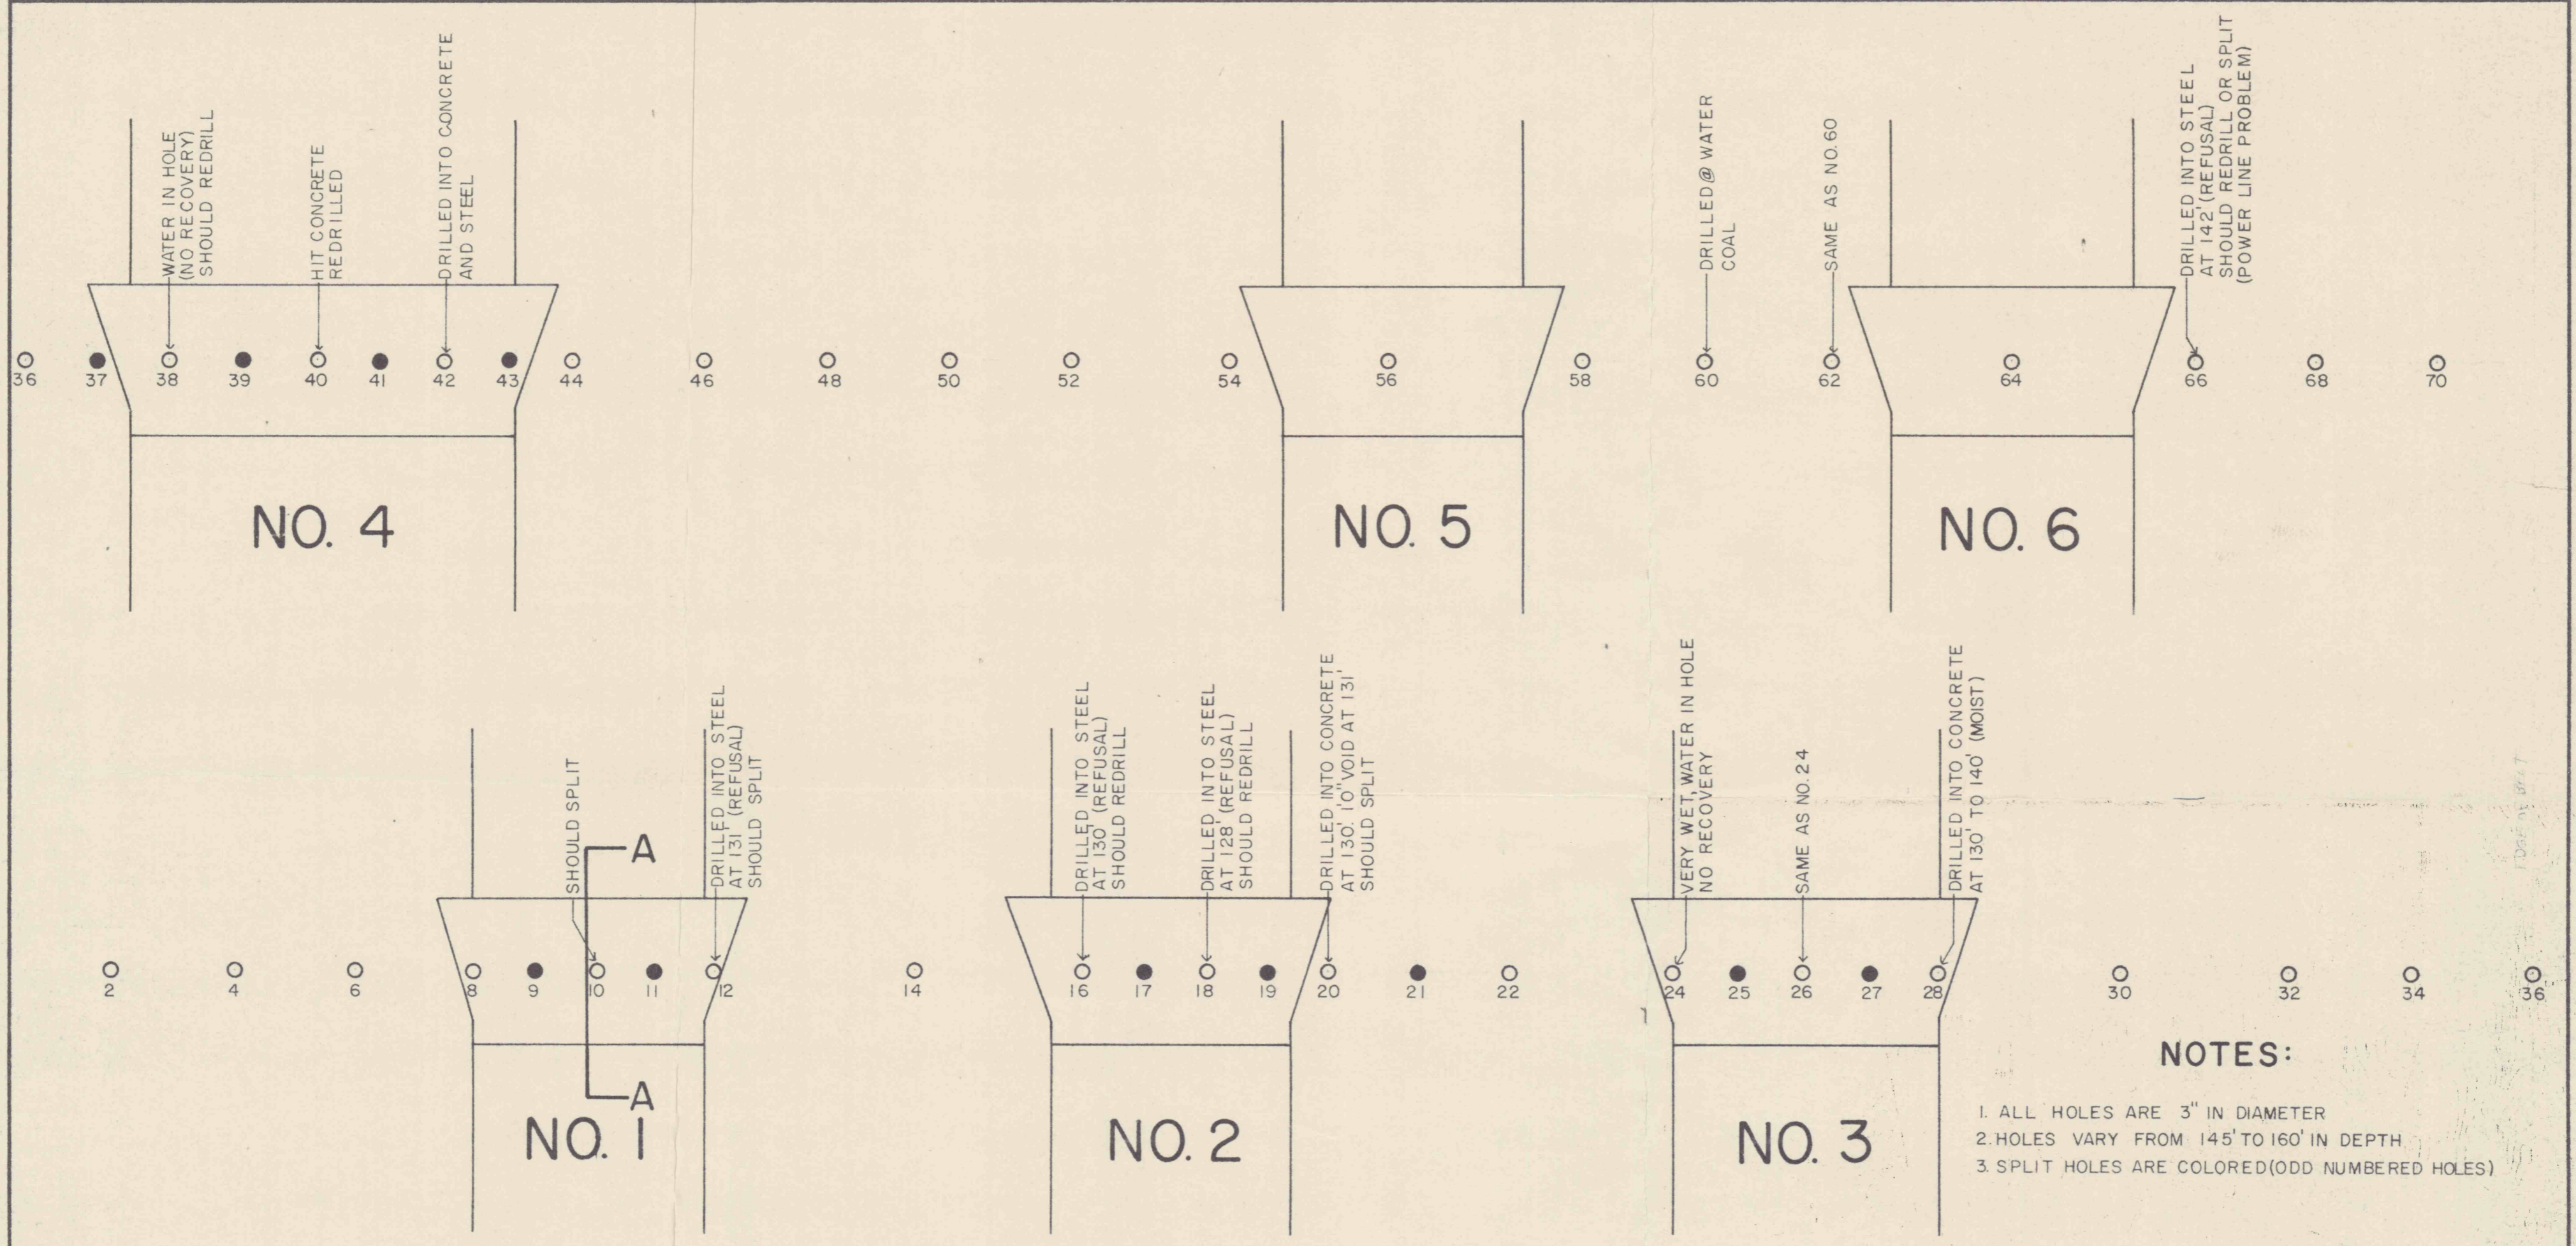 WATER IN HOLE
(NO RECOVERY)
SHOULD REDRILL
HIT CONCRETE
REDRILLED
DRILLED INTO CONCRETE
AND STEEL
DRILLED @ WATER
COAL
SAME AS NO. 60
DRILLED INTO STEEL
AT 142' (REFUSAL)
SHOULD REDRILL OR SPLIT
(POWER LINE PROBLEM)
36 37 38 39 40 41 42 43 44 46 48 50 52 54 56 58 60 62 64 66 68 70
NO. 4
NO. 5
NO. 6
SHOULD SPLIT
A
DRILLED INTO STEEL
AT 131' (REFUSAL)
SHOULD SPLIT
DRILLED INTO STEEL
AT 130' (REFUSAL)
SHOULD REDRILL
DRILLED INTO STEEL
AT 128' (REFUSAL)
SHOULD REDRILL
DRILLED INTO CONCRETE
AT 130'. 1'0" VOID AT 131'
SHOULD SPLIT
VERY WET, WATER IN HOLE
NO RECOVERY
SAME AS NO. 24
DRILLED INTO CONCRETE
AT 130' TO 140' (MOIST)
2 4 6 8 9 10 11 12 14 16 17 18 19 20 21 22 24 25 26 27 28 30 32 34 36
A
NO. 1
NO. 2
NO. 3
NOTES:
1. ALL HOLES ARE 3" IN DIAMETER
2. HOLES VARY FROM 145' TO 160' IN DEPTH
3. SPLIT HOLES ARE COLORED (ODD NUMBERED HOLES)